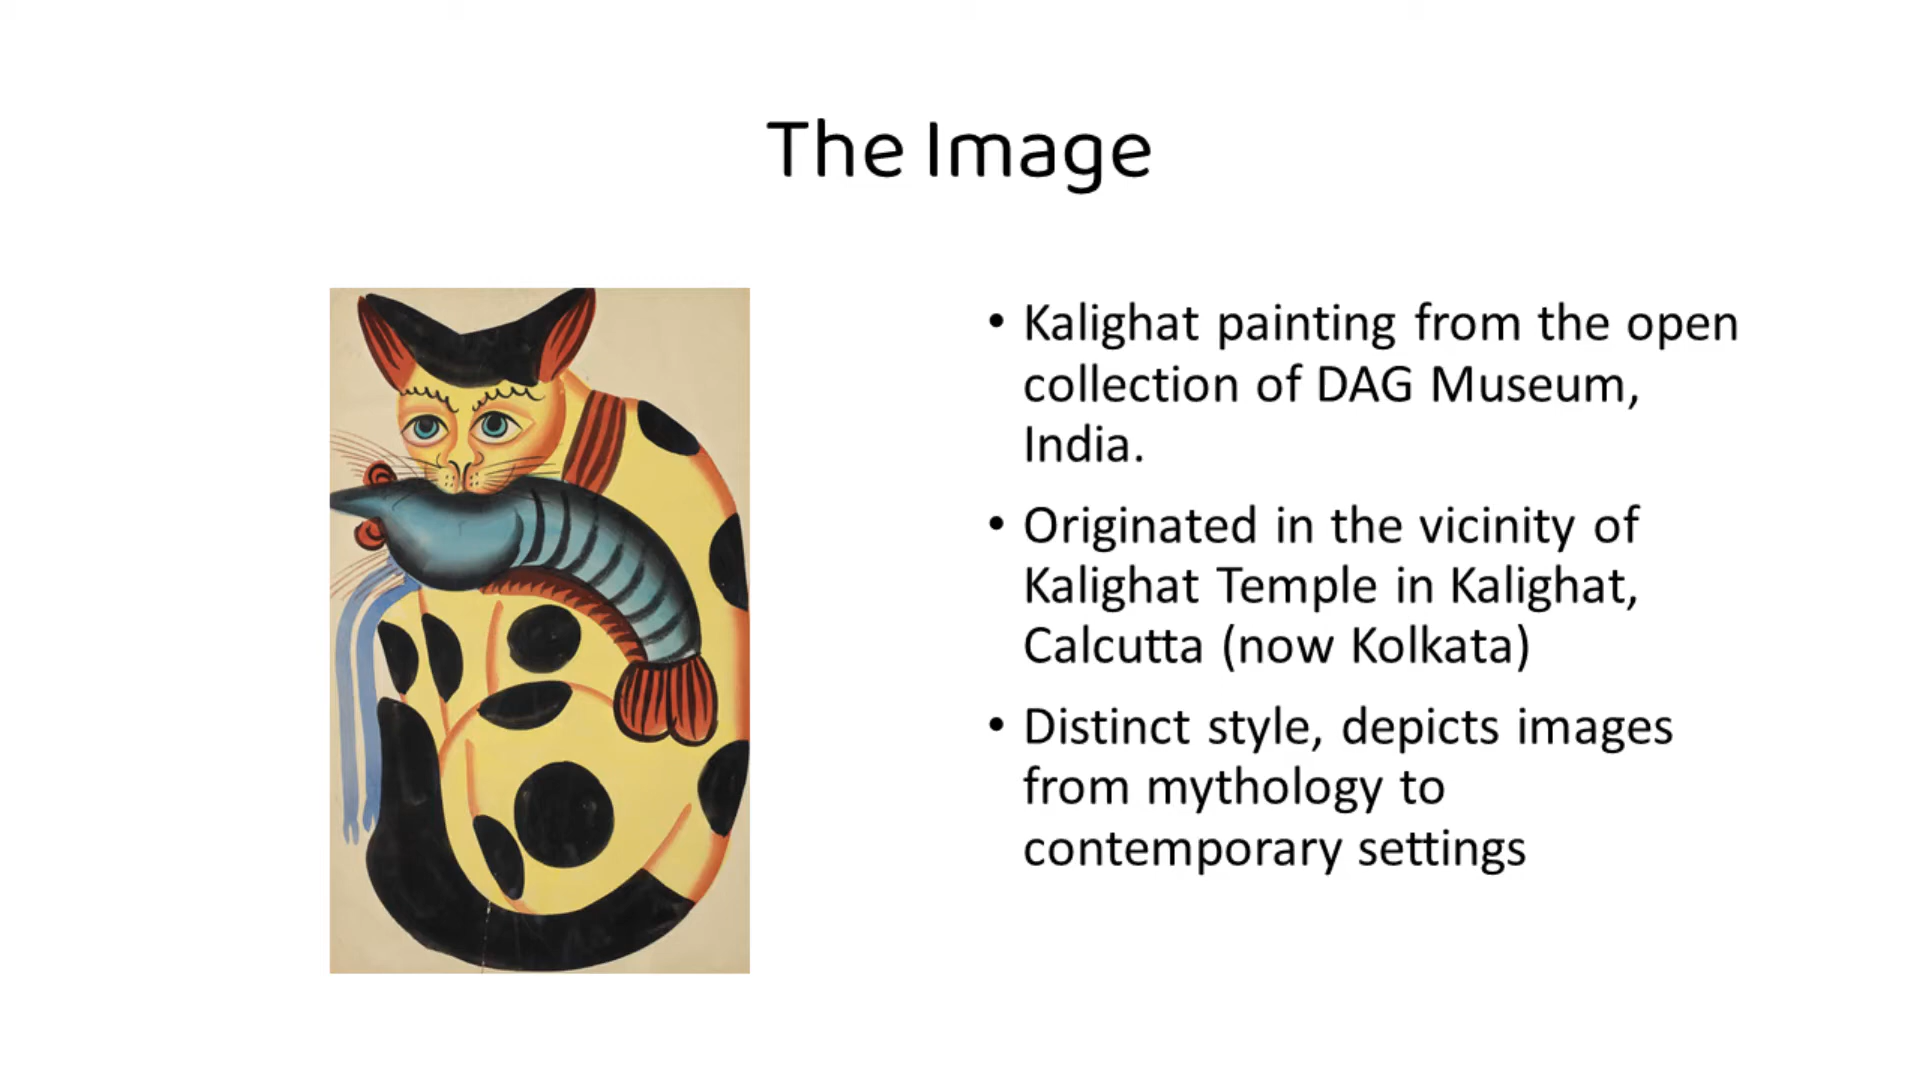 The Image
• Kalighat painting from the open
collection of DAG Museum,
India.
• Originated in the vicinity of
Kalighat Temple in Kalighat,
Calcutta (now Kolkata)
• Distinct style, depicts images
from mythology to
contemporary settings